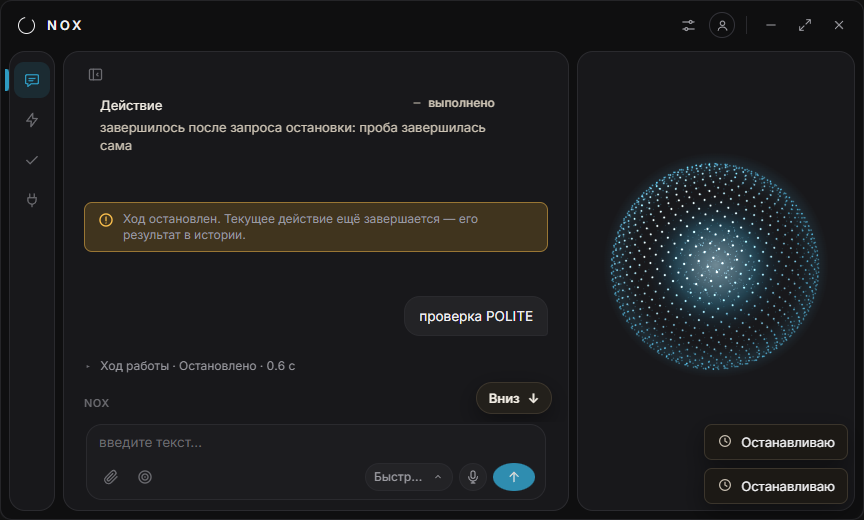 NOX
Действие
— выполнено
завершилось после запроса остановки: проба завершилась
сама
Ход остановлен. Текущее действие ещё завершается — его
результат в истории.
проверка POLITE
Ход работы · Остановлено · 0.6 с
NOX
Вниз ↓
введите текст...
Быстр...
Останавливаю
Останавливаю